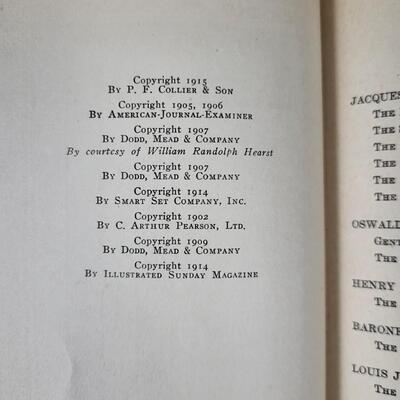 Copyright 1915
By P. F. Collier & Son
Copyright 1905, 1906
By American-Journal-Examiner
Copyright 1907
By Dodd, Mead & Company
By courtesy of William Randolph Hearst
Copyright 1907
By Dodd, Mead & Company
Copyright 1914
By Smart Set Company, Inc.
Copyright 1902
By C. Arthur Pearson, Ltd.
Copyright 1909
By Dodd, Mead & Company
Copyright 1914
By Illustrated Sunday Magazine
JACQUES
The
The
The
The
The
OSWALD
The
HENRY
The
BARONE
The
LOUIS J
The